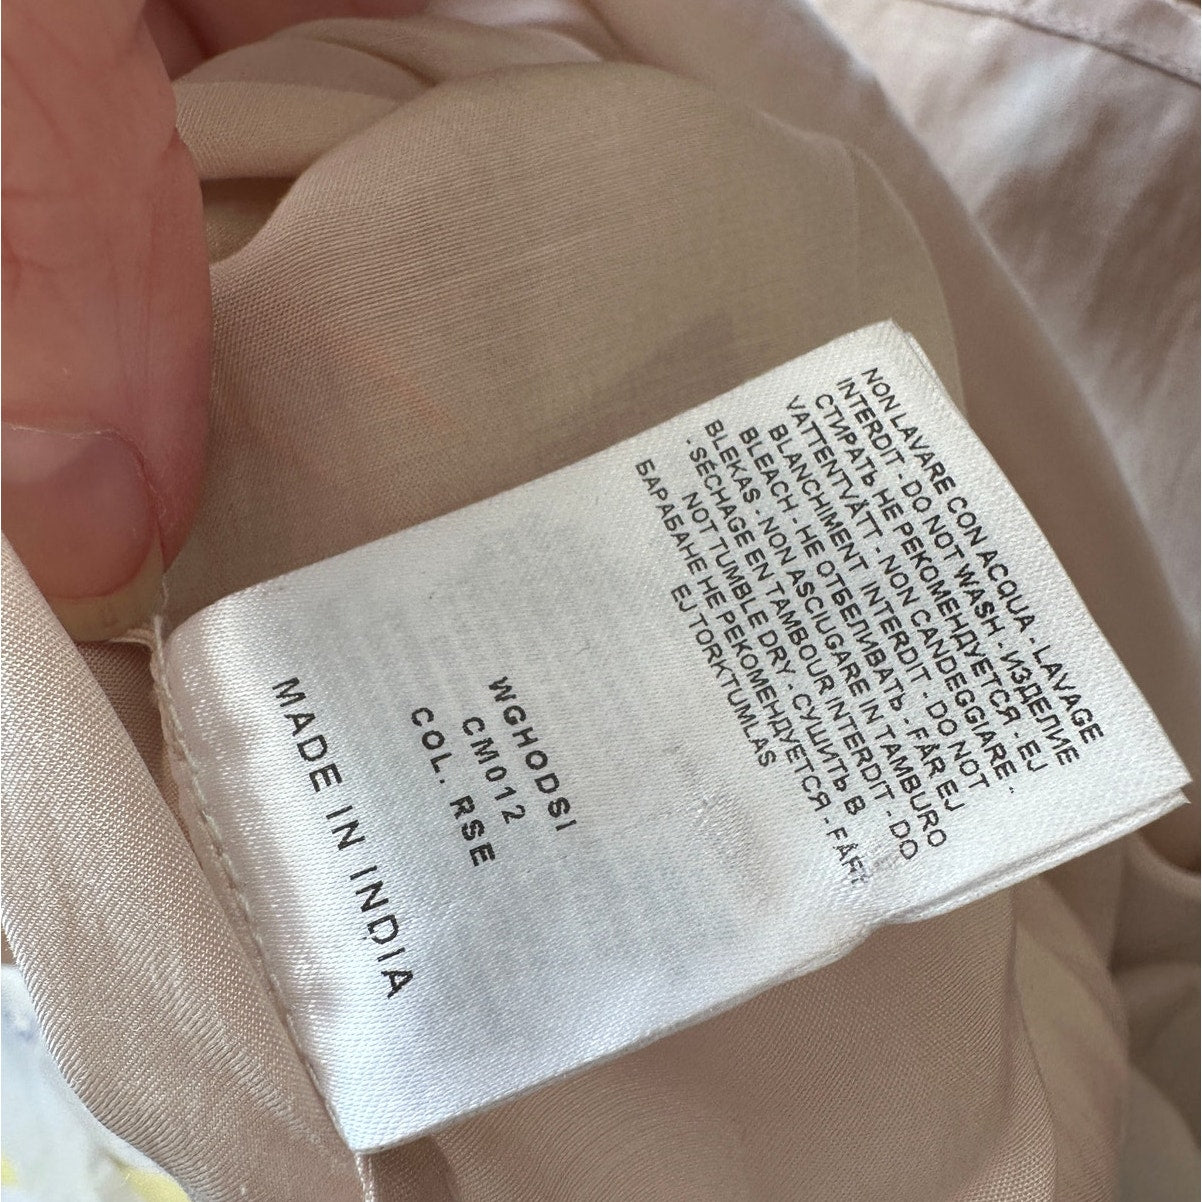 NON LAVARE CON ACQUA - LAVAGE
INTERDIT - DO NOT WASH - ИЗДЕЛИЕ
СТИРАТЬ НЕ РЕКОМЕНДУЕТСЯ - EJ
VATTENTVÄTT - NON CANDEGGIARE -
BLANCHIMENT INTERDIT - DO NOT
BLEACH - НЕ ОТБЕЛИВАТЬ - FÅR EJ
BLEKAS - NON ASCIUGARE IN TAMBURO
- SÉCHAGE EN TAMBOUR INTERDIT - DO
NOT TUMBLE DRY - СУШИТЬ В
БАРАБАНЕ НЕ РЕКОМЕНДУЕТСЯ - FÅR
EJ TORKTUMLAS
WGHODSI
CM012
COL. RSE
MADE IN INDIA